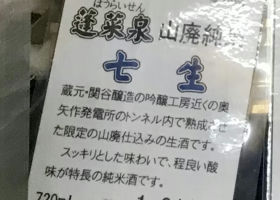 ほうらいせん
蓬莱泉 山廃純
七生
蔵元・関谷醸造の吟醸工房近くの奥
矢作発電所のトンネル内で熟成させ
た限定の山廃仕込みの生酒です。
スッキリとした味わいで、程良い酸
味が特長の純米酒です。
720m